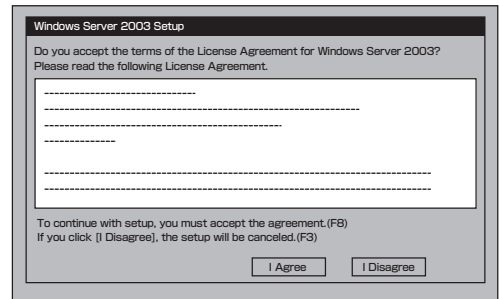 Windows Server 2003 Setup
Do you accept the terms of the License Agreement for Windows Server 2003?
Please read the following License Agreement.
To continue with setup, you must accept the agreement.(F8)
If you click [I Disagree], the setup will be canceled.(F3)
I Agree I Disagree